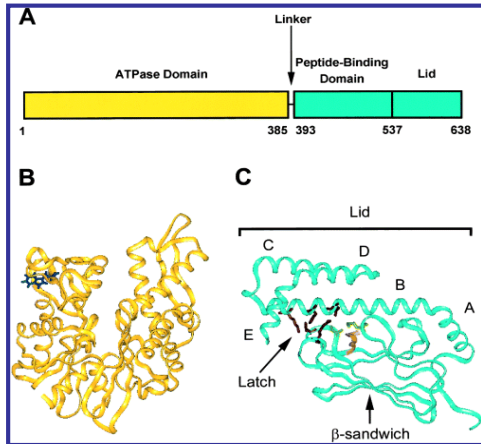 A
Linker
ATPase Domain
Peptide-Binding
Domain
Lid
1
385
393
537
638
B
C
Lid
C
D
B
A
E
Latch
β-sandwich